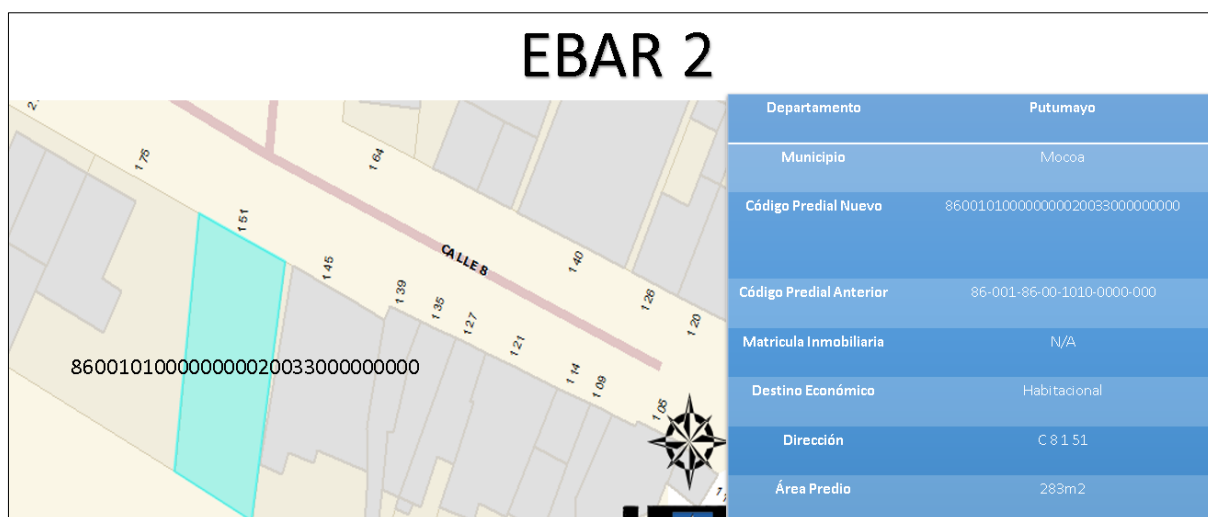 EBAR 2
1 75
1 64
1 51
1 45
CALLE 8
1 40
1 39
1 35
1 26
1 27
1 20
1 21
1 14
1 09
1 05
860010100000000020033000000000
Departamento Putumayo
Municipio Mocoa
Código Predial Nuevo 860010100000000020033000000000
Código Predial Anterior 86-001-86-00-1010-0000-000
Matricula Inmobiliaria N/A
Destino Económico Habitacional
Dirección C 8 1 51
Área Predio 283m2